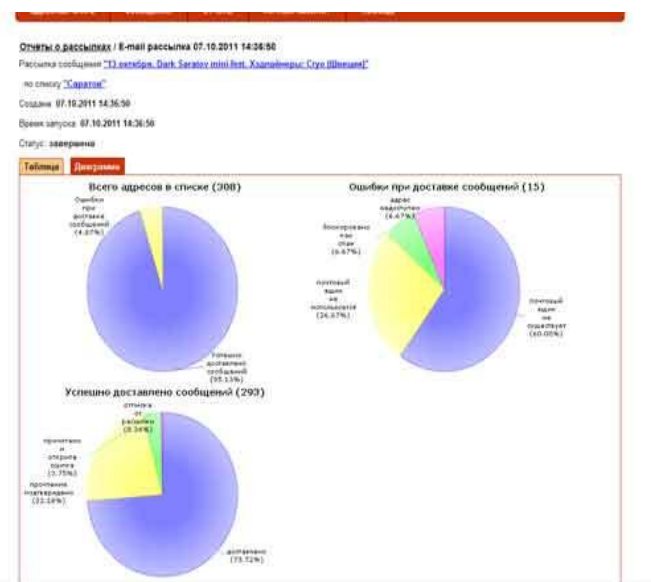 Отчеты о рассылках / E-mail рассылка 07.10.2011 14:36:50
Рассылка сообщения "13 октября. Dark Saratov mini fest. Хэдлайнеры: Cryo (Швеция)"
по списку "Саратов"
Создана: 07.10.2011 14:36:50
Время запуска: 07.10.2011 14:36:50
Статус: завершена
Таблица Диаграмма
Всего адресов в списке (308)
Ошибки
при
доставке
сообщений
(4.87%)
Успешно
доставлено
сообщений
(95.13%)
Ошибки при доставке сообщений (15)
адрес
недоступен
(6.67%)
блокировано
как
спам
(6.67%)
почтовый
ящик
не
используется
(26.67%)
почтовый
ящик
не
существует
(60.00%)
Успешно доставлено сообщений (293)
отписка
от
рассылки
прочитано
и
открыта
ссылка
(3.75%)
прочтение
подтверждено
доставлено
(73.72%)